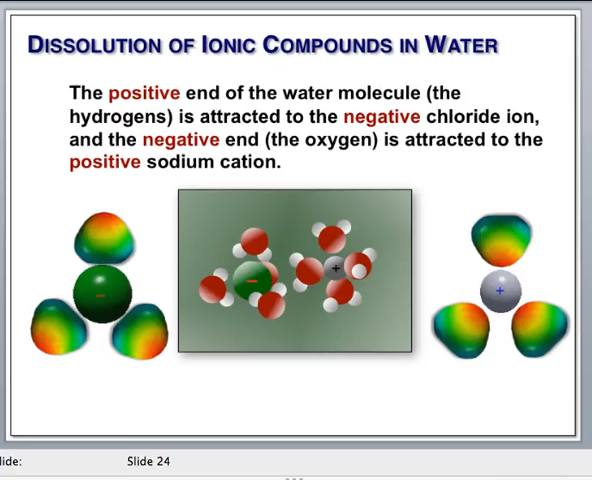 DISSOLUTION OF IONIC COMPOUNDS IN WATER
The positive end of the water molecule (the
hydrogens) is attracted to the negative chloride ion,
and the negative end (the oxygen) is attracted to the
positive sodium cation.
−
−
+
+
lide:
Slide 24